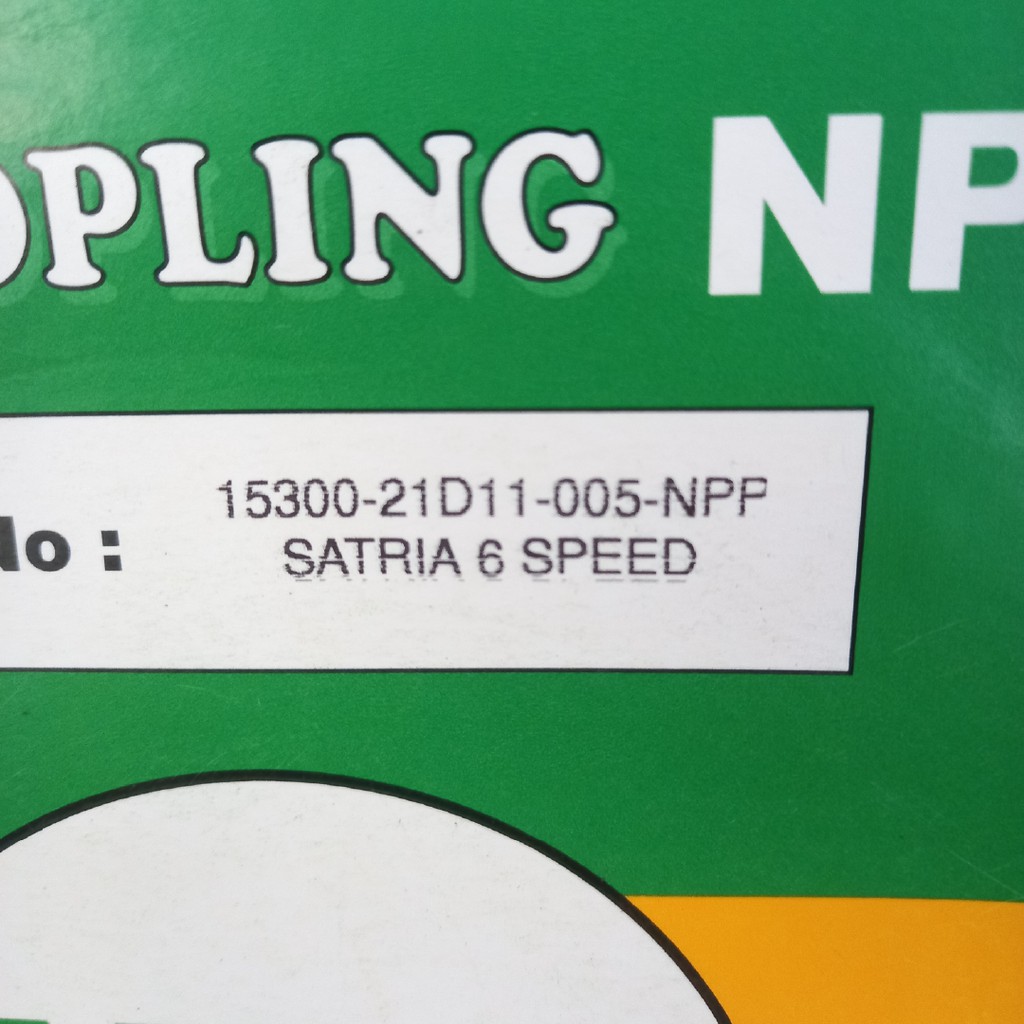 OPLING NP
No :
15300-21D11-005-NPP
SATRIA 6 SPEED